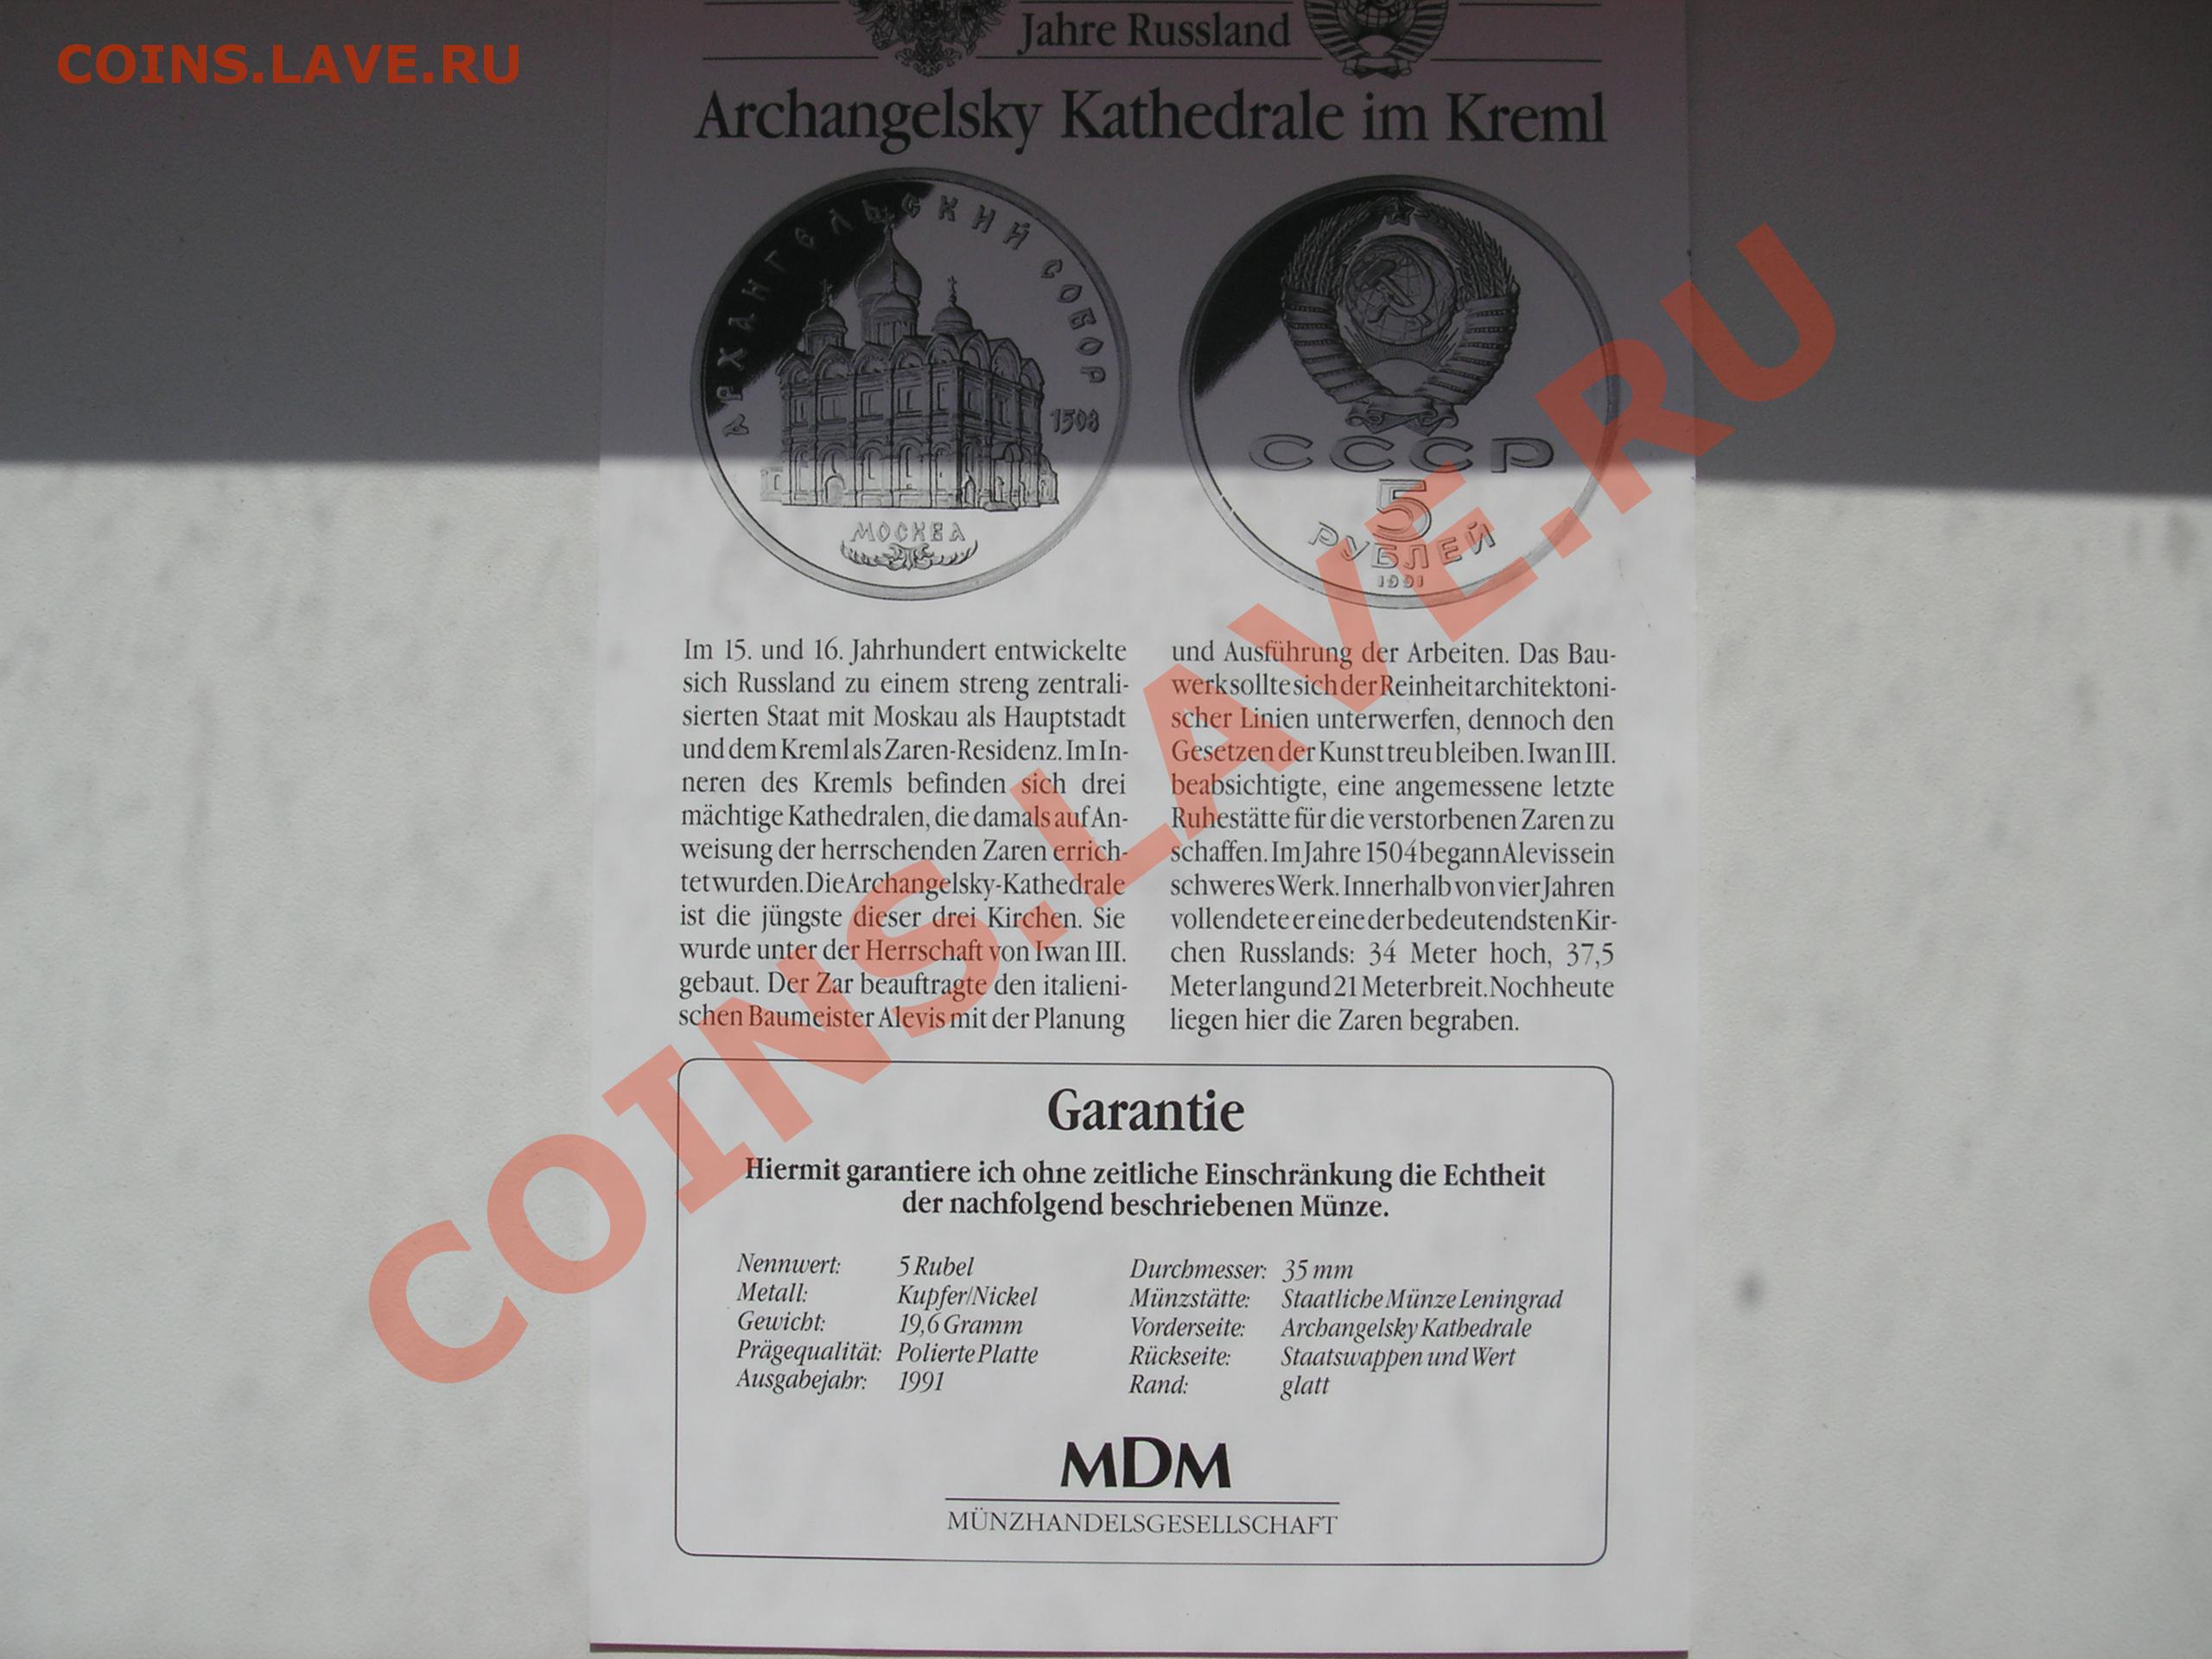 COINS.LAVE.RU
Jahre Russland
Archangelsky Kathedrale im Kreml
АРХАНГЕЛЬСКИЙ СОБОР
1508
МОСКВА
СССР
5
РУБЛЕЙ
1991
Im 15. und 16. Jahrhundert entwickelte
sich Russland zu einem streng zentrali-
sierten Staat mit Moskau als Hauptstadt
und dem Kreml als Zaren-Residenz. Im In-
neren des Kremls befinden sich drei
mächtige Kathedralen, die damals auf An-
weisung der herrschenden Zaren errich-
tet wurden. Die Archangelsky-Kathedrale
ist die jüngste dieser drei Kirchen. Sie
wurde unter der Herrschaft von Iwan III.
gebaut. Der Zar beauftragte den italieni-
schen Baumeister Alevis mit der Planung
und Ausführung der Arbeiten. Das Bau-
werk sollte sich der Reinheit architektoni-
scher Linien unterwerfen, dennoch den
Gesetzen der Kunst treu bleiben. Iwan III.
beabsichtigte, eine angemessene letzte
Ruhestätte für die verstorbenen Zaren zu
schaffen. Im Jahre 1504 begann Alevis sein
schweres Werk. Innerhalb von vier Jahren
vollendete er eine der bedeutendsten Kir-
chen Russlands: 34 Meter hoch, 37,5
Meter lang und 21 Meter breit. Noch heute
liegen hier die Zaren begraben.
Garantie
Hiermit garantiere ich ohne zeitliche Einschränkung die Echtheit
der nachfolgend beschriebenen Münze.
Nennwert: 5 Rubel
Metall: Kupfer/Nickel
Gewicht: 19,6 Gramm
Prägequalität: Polierte Platte
Ausgabejahr: 1991
Durchmesser: 35 mm
Münzstätte: Staatliche Münze Leningrad
Vorderseite: Archangelsky Kathedrale
Rückseite: Staatswappen und Wert
Rand: glatt
MDM
MÜNZHANDELSGESELLSCHAFT
COINS.LAVE.RU